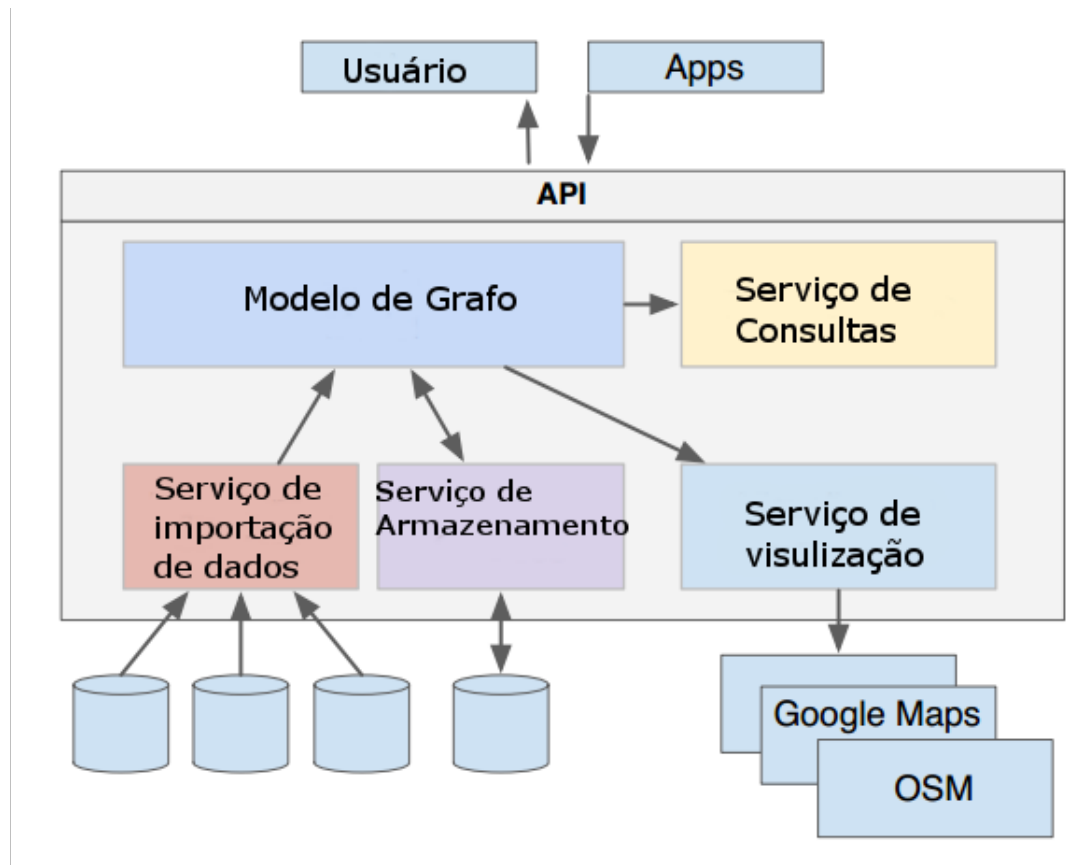 Usuário
Apps
API
Modelo de Grafo
Serviço de
Consultas
Serviço de
importação
de dados
Serviço de
Armazenamento
Serviço de
visulização
Google Maps
OSM